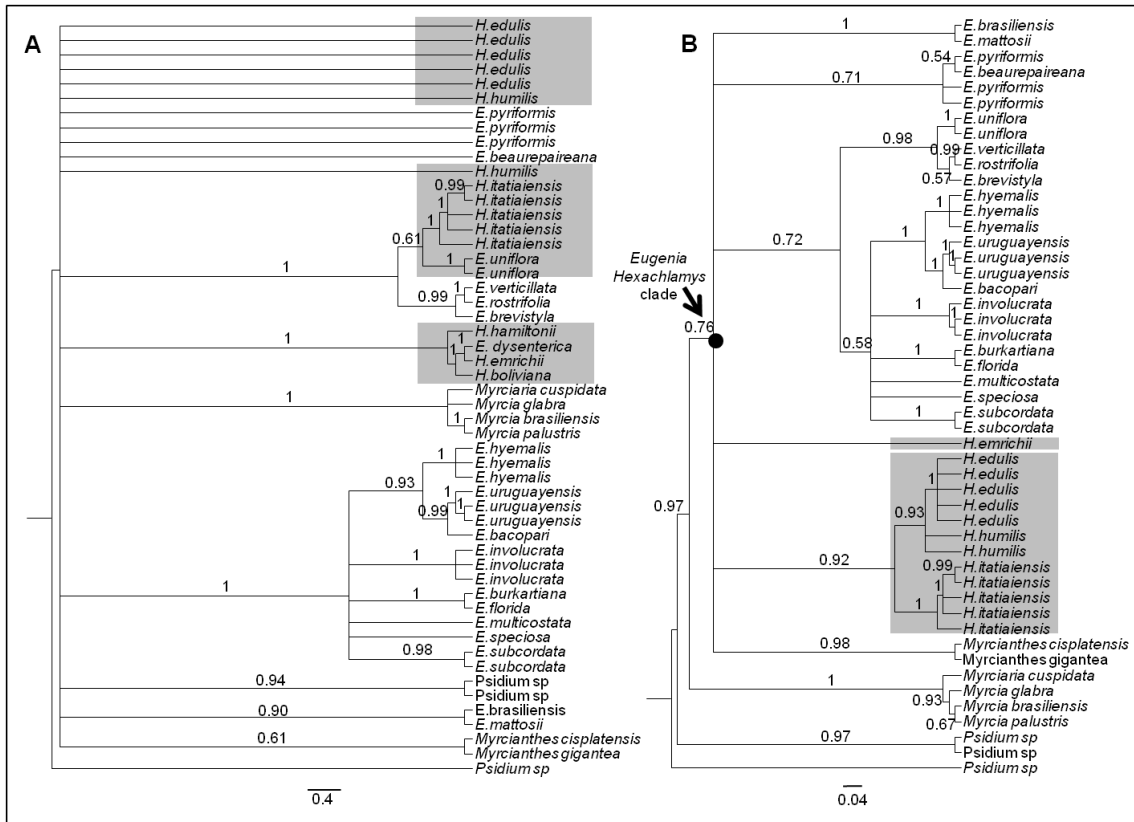 A
H.edulis
H.edulis
H.edulis
H.edulis
H.edulis
H.humilis
E.pyriformis
E.pyriformis
E.pyriformis
E.beaurepaireana
H.humilis
0.99
H.itatiaiensis
H.itatiaiensis
1
H.itatiaiensis
1
H.itatiaiensis
0.61
H.itatiaiensis
1
E.uniflora
E.uniflora
1
E.verticillata
1
0.99
E.rostrifolia
E.brevistyla
H.hamiltonii
1
1
E. dysenterica
1
H.emrichii
H.boliviana
Myrciaria cuspidata
1
Myrcia glabra
1
Myrcia brasiliensis
Myrcia palustris
E.hyemalis
1
E.hyemalis
0.93
E.hyemalis
1
E.uruguayensis
1
E.uruguayensis
0.99
E.uruguayensis
E.bacopari
E.involucrata
1
E.involucrata
E.involucrata
1
1
E.burkartiana
E.florida
E.multicostata
E.speciosa
0.98
E.subcordata
E.subcordata
0.94
Psidium sp
Psidium sp
0.90
E.brasiliensis
E.mattosii
0.61
Myrcianthes cisplatensis
Myrcianthes gigantea
Psidium sp
0.4
B
1
E.brasiliensis
E.mattosii
0.54
E.pyriformis
E.beaurepaireana
0.71
E.pyriformis
E.pyriformis
1
E.uniflora
0.98
E.uniflora
0.99
E.verticillata
E.rostrifolia
0.57
E.brevistyla
1
E.hyemalis
E.hyemalis
1
E.hyemalis
0.72
1
E.uruguayensis
1
E.uruguayensis
1
E.uruguayensis
E.bacopari
Eugenia
Hexachlamys
clade
0.76
1
E.involucrata
1
E.involucrata
E.involucrata
0.58
1
E.burkartiana
E.florida
E.multicostata
E.speciosa
1
E.subcordata
E.subcordata
H.emrichii
H.edulis
1
H.edulis
H.edulis
0.97
0.93
H.edulis
H.edulis
H.humilis
H.humilis
0.92
0.99
H.itatiaiensis
H.itatiaiensis
1
H.itatiaiensis
1
H.itatiaiensis
H.itatiaiensis
0.98
Myrcianthes cisplatensis
Myrcianthes gigantea
1
Myrciaria cuspidata
0.93
Myrcia glabra
Myrcia brasiliensis
0.67
Myrcia palustris
0.97
Psidium sp
Psidium sp
Psidium sp
0.04